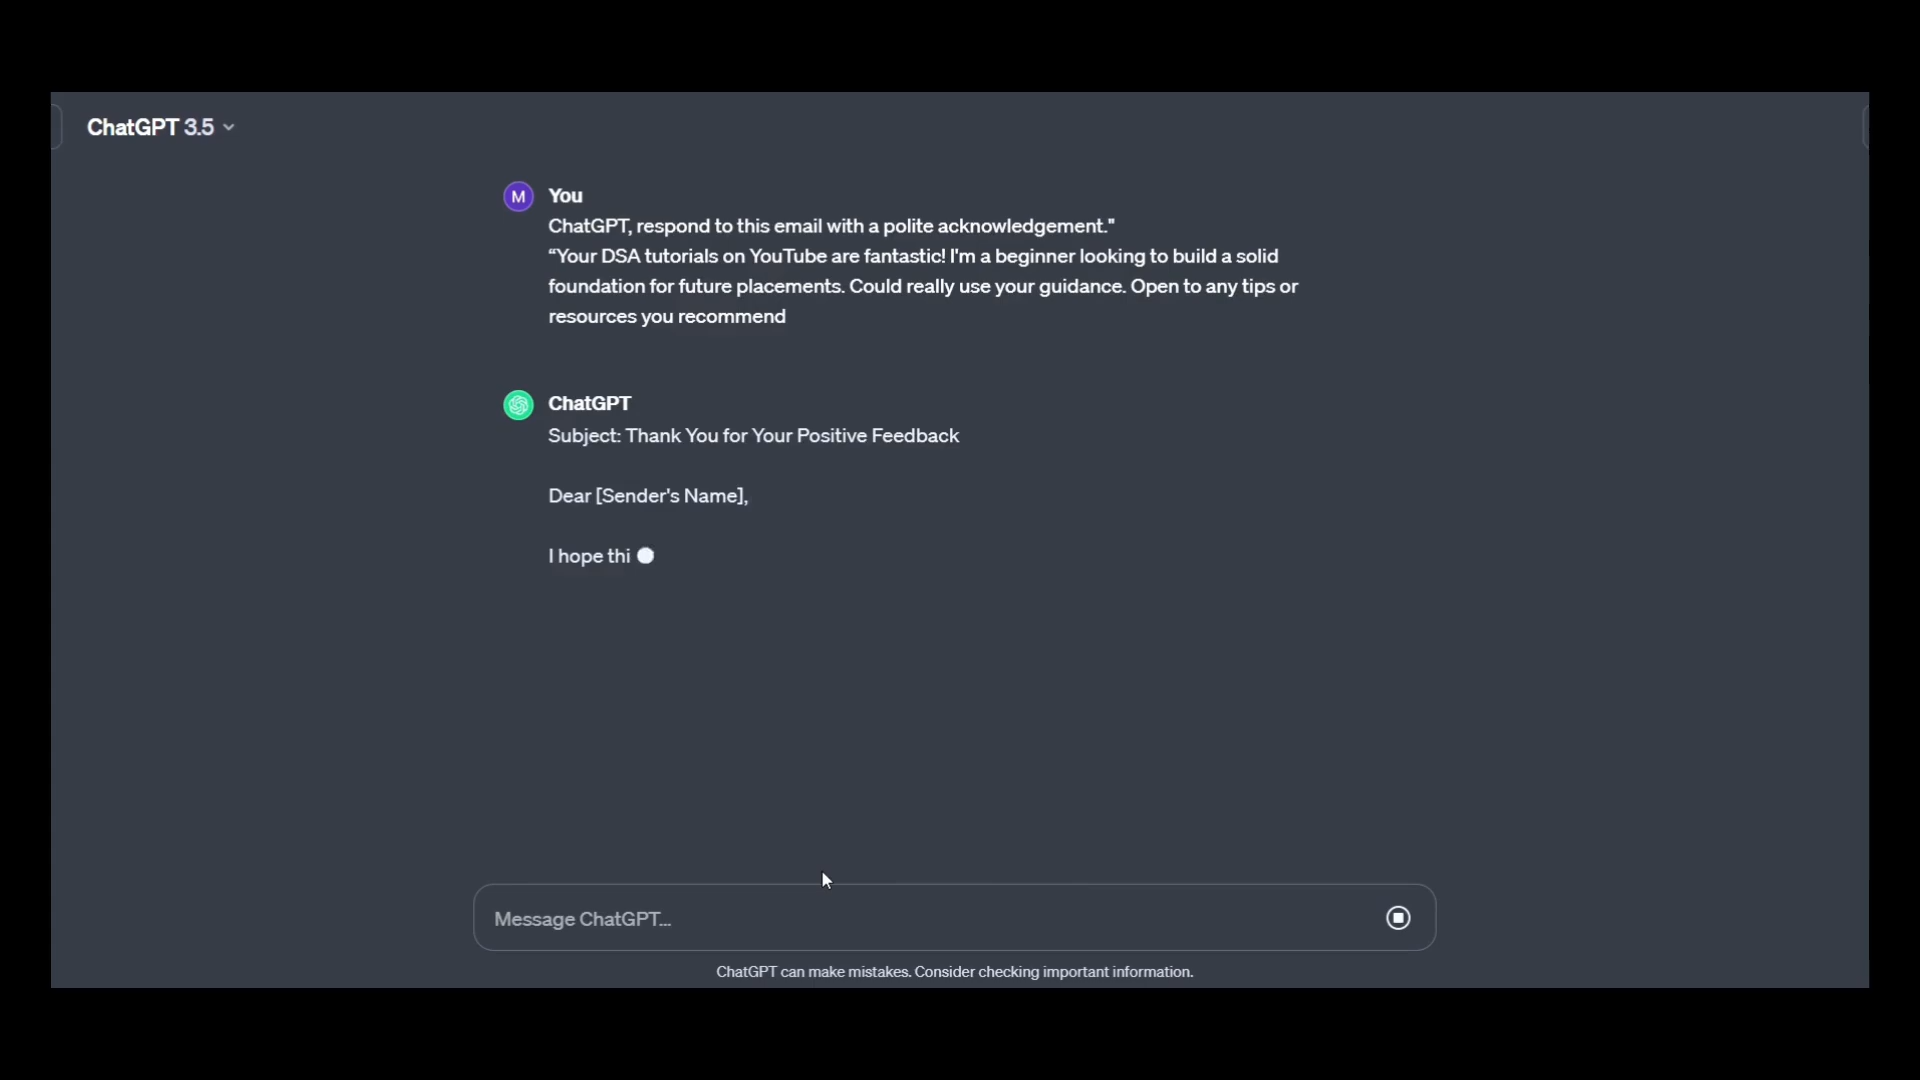 ChatGPT 3.5
M
You
ChatGPT, respond to this email with a polite acknowledgement."
“Your DSA tutorials on YouTube are fantastic! I'm a beginner looking to build a solid
foundation for future placements. Could really use your guidance. Open to any tips or
resources you recommend
ChatGPT
Subject: Thank You for Your Positive Feedback
Dear [Sender's Name],
I hope thi
Message ChatGPT...
ChatGPT can make mistakes. Consider checking important information.